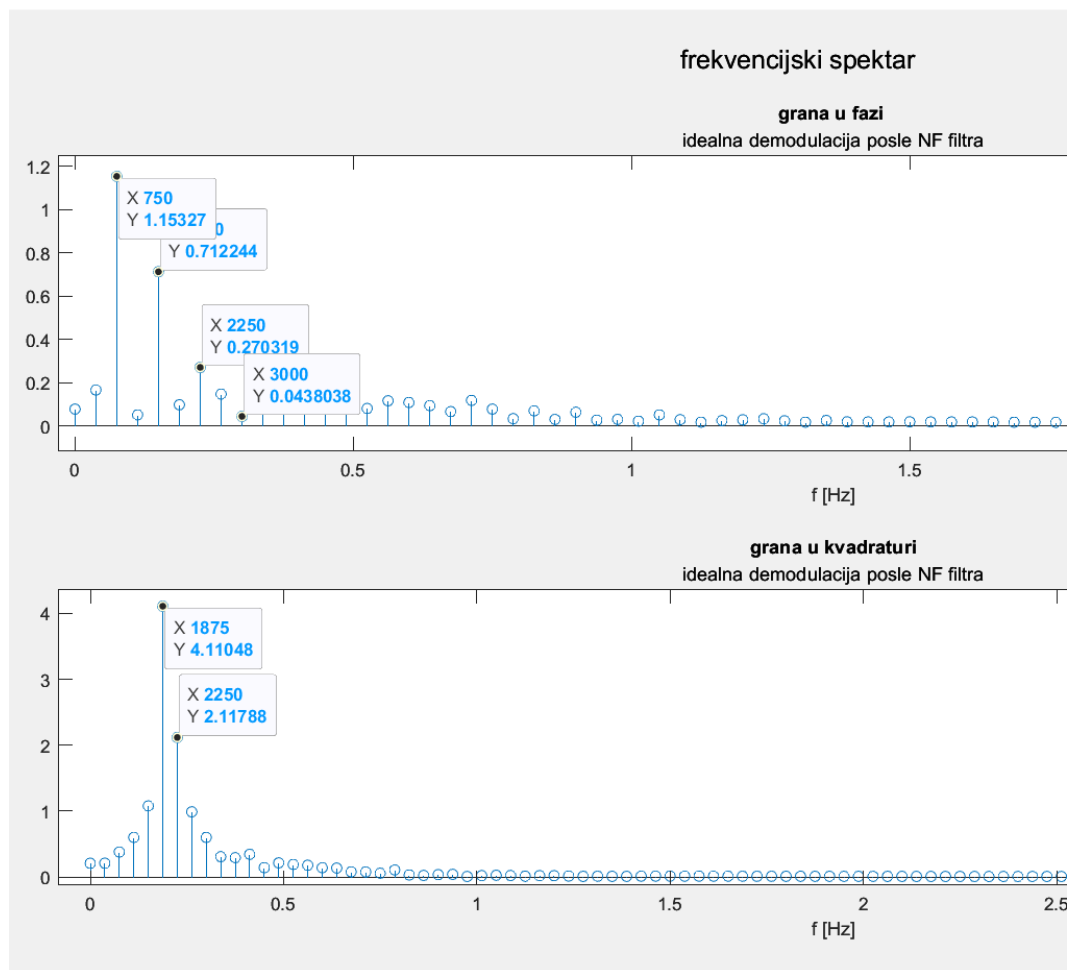 frekvencijski spektar
grana u fazi
idealna demodulacija posle NF filtra
1.2
1
0.8
0.6
0.4
0.2
0
X 750
Y 1.15327
0
Y 0.712244
X 2250
Y 0.270319
X 3000
Y 0.0438038
0
0.5
1
1.5
f [Hz]
grana u kvadraturi
idealna demodulacija posle NF filtra
4
3
2
1
0
X 1875
Y 4.11048
X 2250
Y 2.11788
0
0.5
1
1.5
2
2.5
f [Hz]